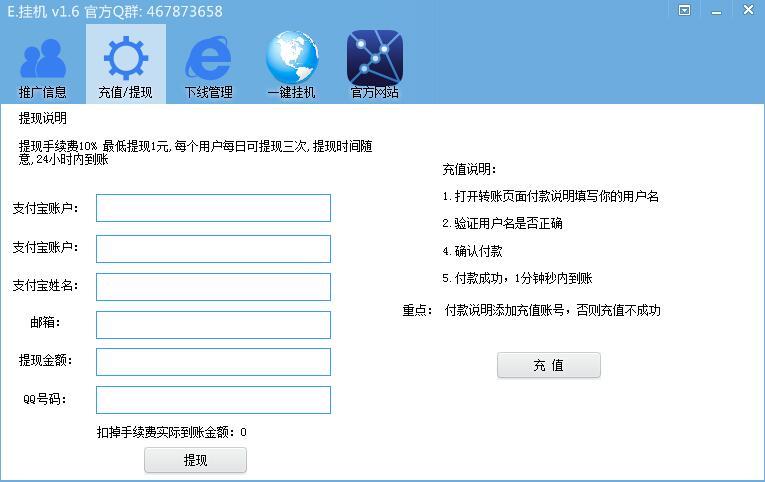 E.挂机 v1.6 官方Q群: 467873658
推广信息
充值/提现
下线管理
一键挂机
官方网站
提现说明
提现手续费10% 最低提现1元,每个用户每日可提现三次,提现时间随
意,24小时内到账
支付宝账户:
支付宝账户:
支付宝姓名:
邮箱:
提现金额:
QQ号码:
扣掉手续费实际到账金额: 0
提现
充值说明:
1.打开转账页面付款说明填写你的用户名
2.验证用户名是否正确
4.确认付款
5.付款成功，1分钟秒内到账
重点: 付款说明添加充值账号，否则充值不成功
充 值